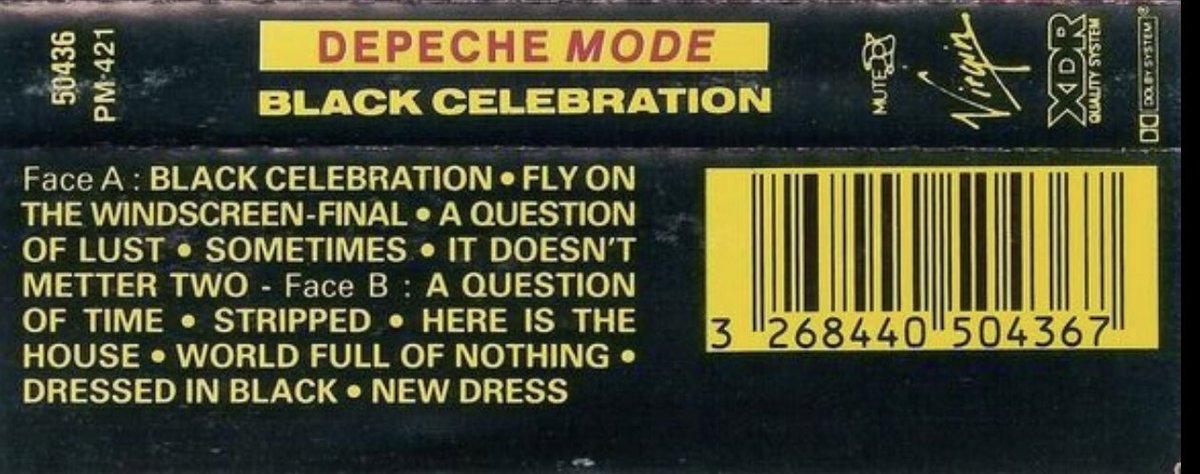 50436
PM 421
DEPECHE MODE
BLACK CELEBRATION
MUTE
Virgin
XDR
QUALITY SYSTEM
DOLBY SYSTEM®
Face A : BLACK CELEBRATION • FLY ON
THE WINDSCREEN-FINAL • A QUESTION
OF LUST • SOMETIMES • IT DOESN'T
METTER TWO - Face B : A QUESTION
OF TIME • STRIPPED • HERE IS THE
HOUSE • WORLD FULL OF NOTHING •
DRESSED IN BLACK • NEW DRESS
3 268440 504367